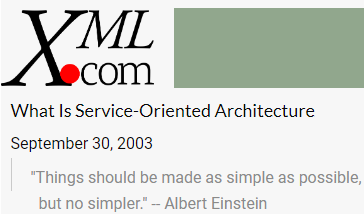 XML
.com
What Is Service-Oriented Architecture
September 30, 2003
"Things should be made as simple as possible,
but no simpler." -- Albert Einstein